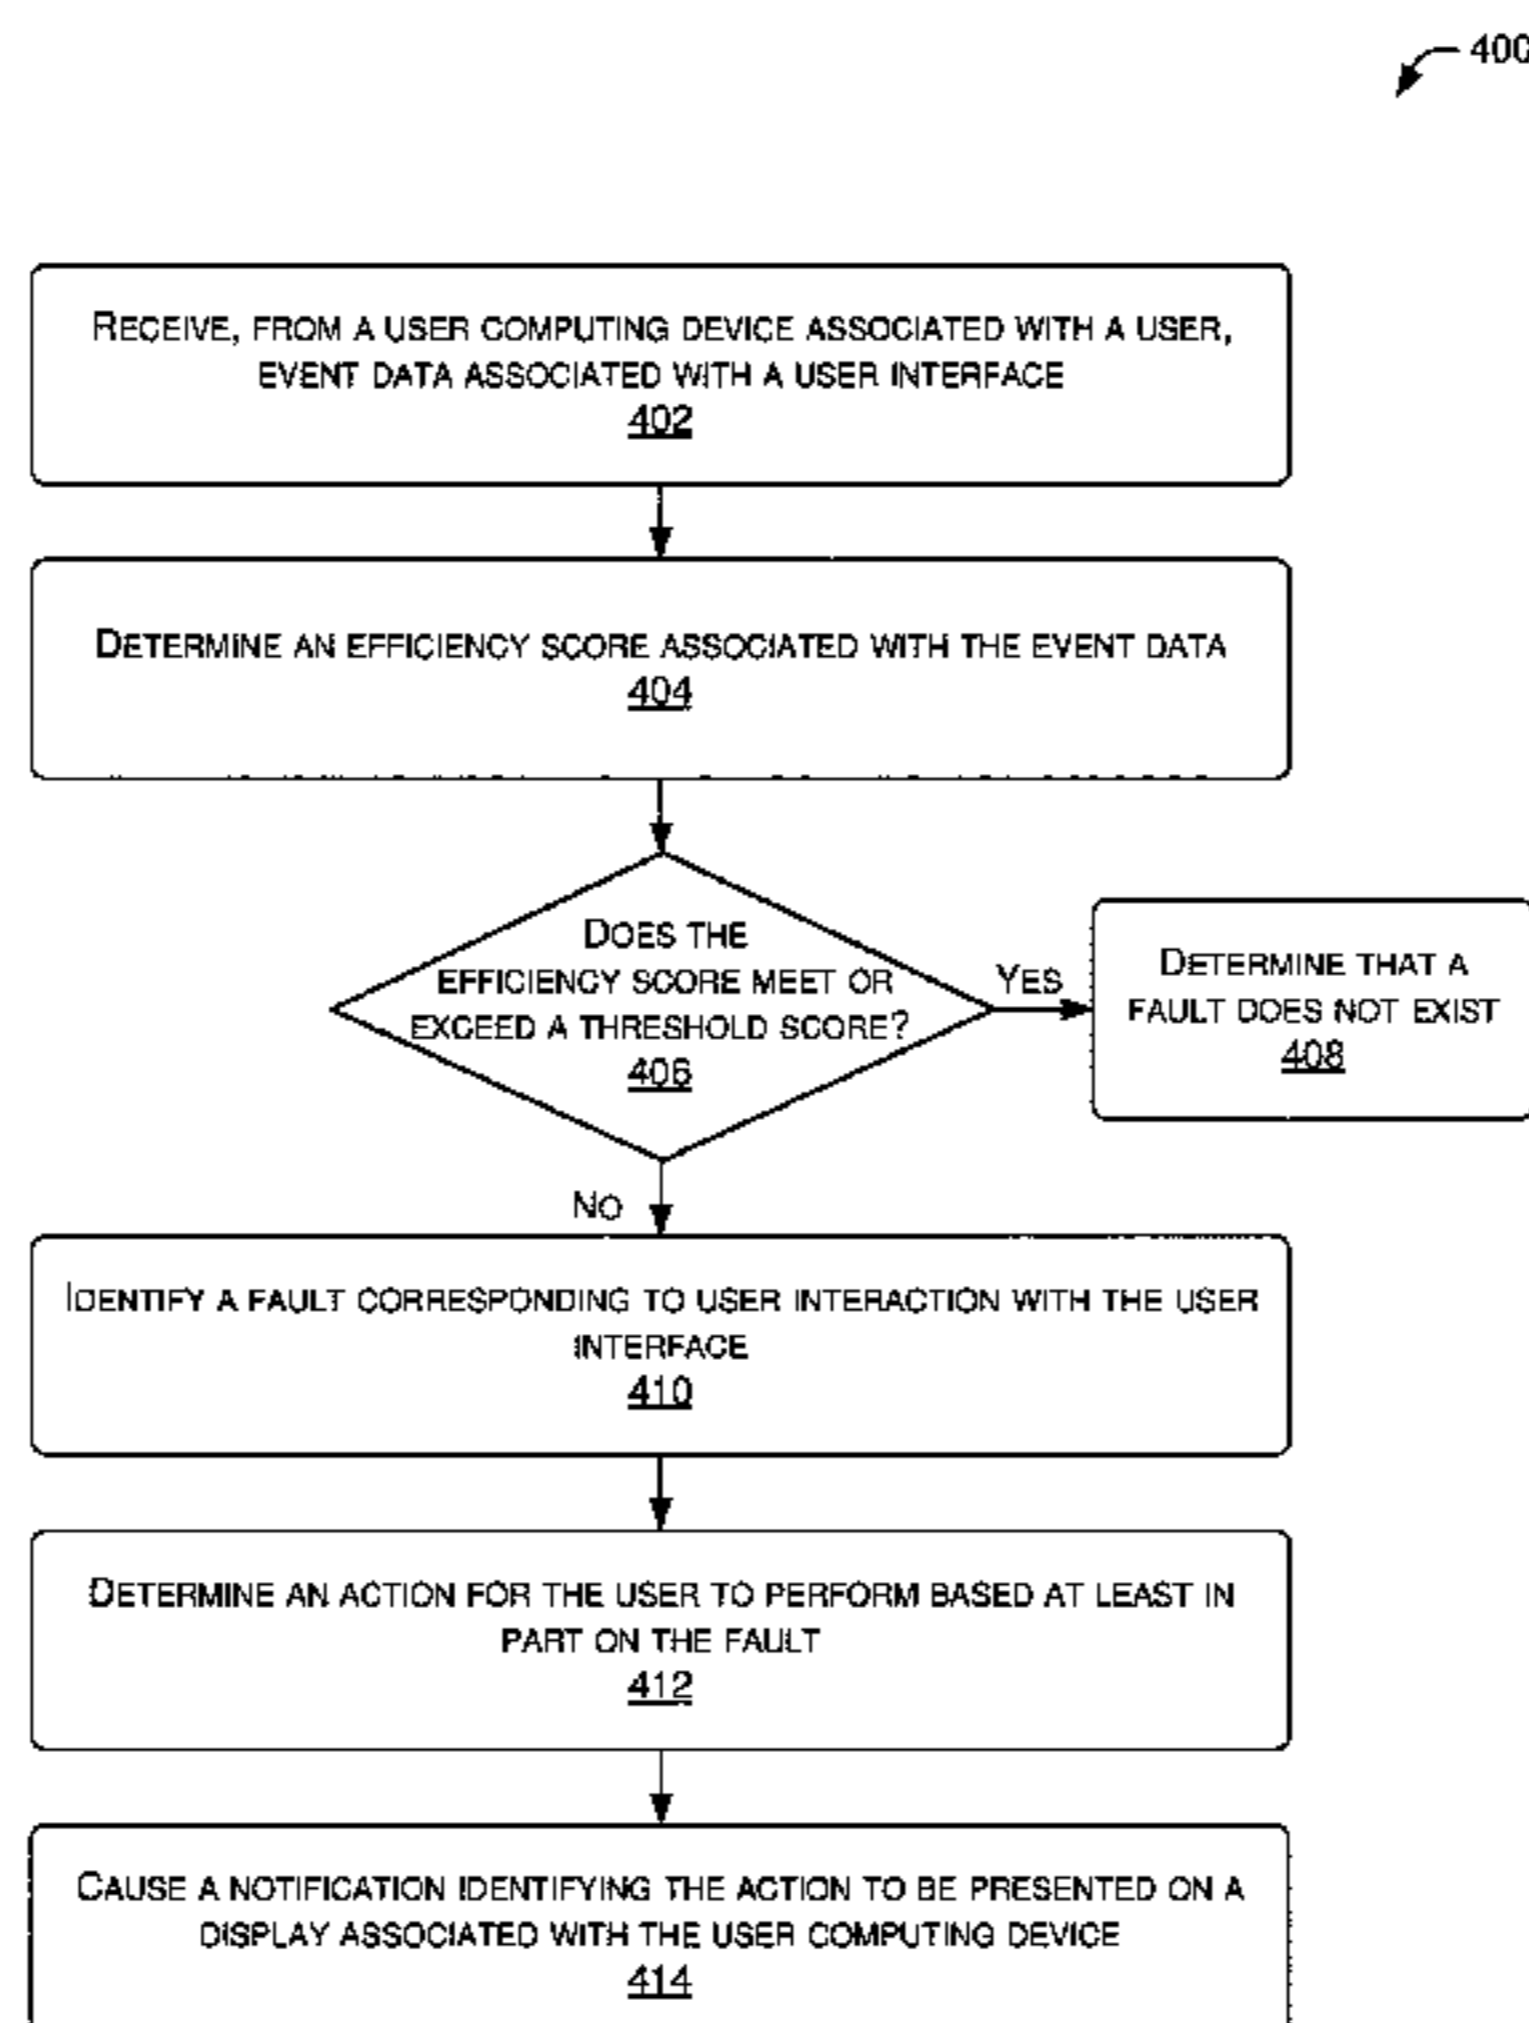 400
RECEIVE, FROM A USER COMPUTING DEVICE ASSOCIATED WITH A USER,
EVENT DATA ASSOCIATED WITH A USER INTERFACE
402
DETERMINE AN EFFICIENCY SCORE ASSOCIATED WITH THE EVENT DATA
404
DOES THE
EFFICIENCY SCORE MEET OR
EXCEED A THRESHOLD SCORE?
406
YES
DETERMINE THAT A
FAULT DOES NOT EXIST
408
NO
IDENTIFY A FAULT CORRESPONDING TO USER INTERACTION WITH THE USER
INTERFACE
410
DETERMINE AN ACTION FOR THE USER TO PERFORM BASED AT LEAST IN
PART ON THE FAULT
412
CAUSE A NOTIFICATION IDENTIFYING THE ACTION TO BE PRESENTED ON A
DISPLAY ASSOCIATED WITH THE USER COMPUTING DEVICE
414